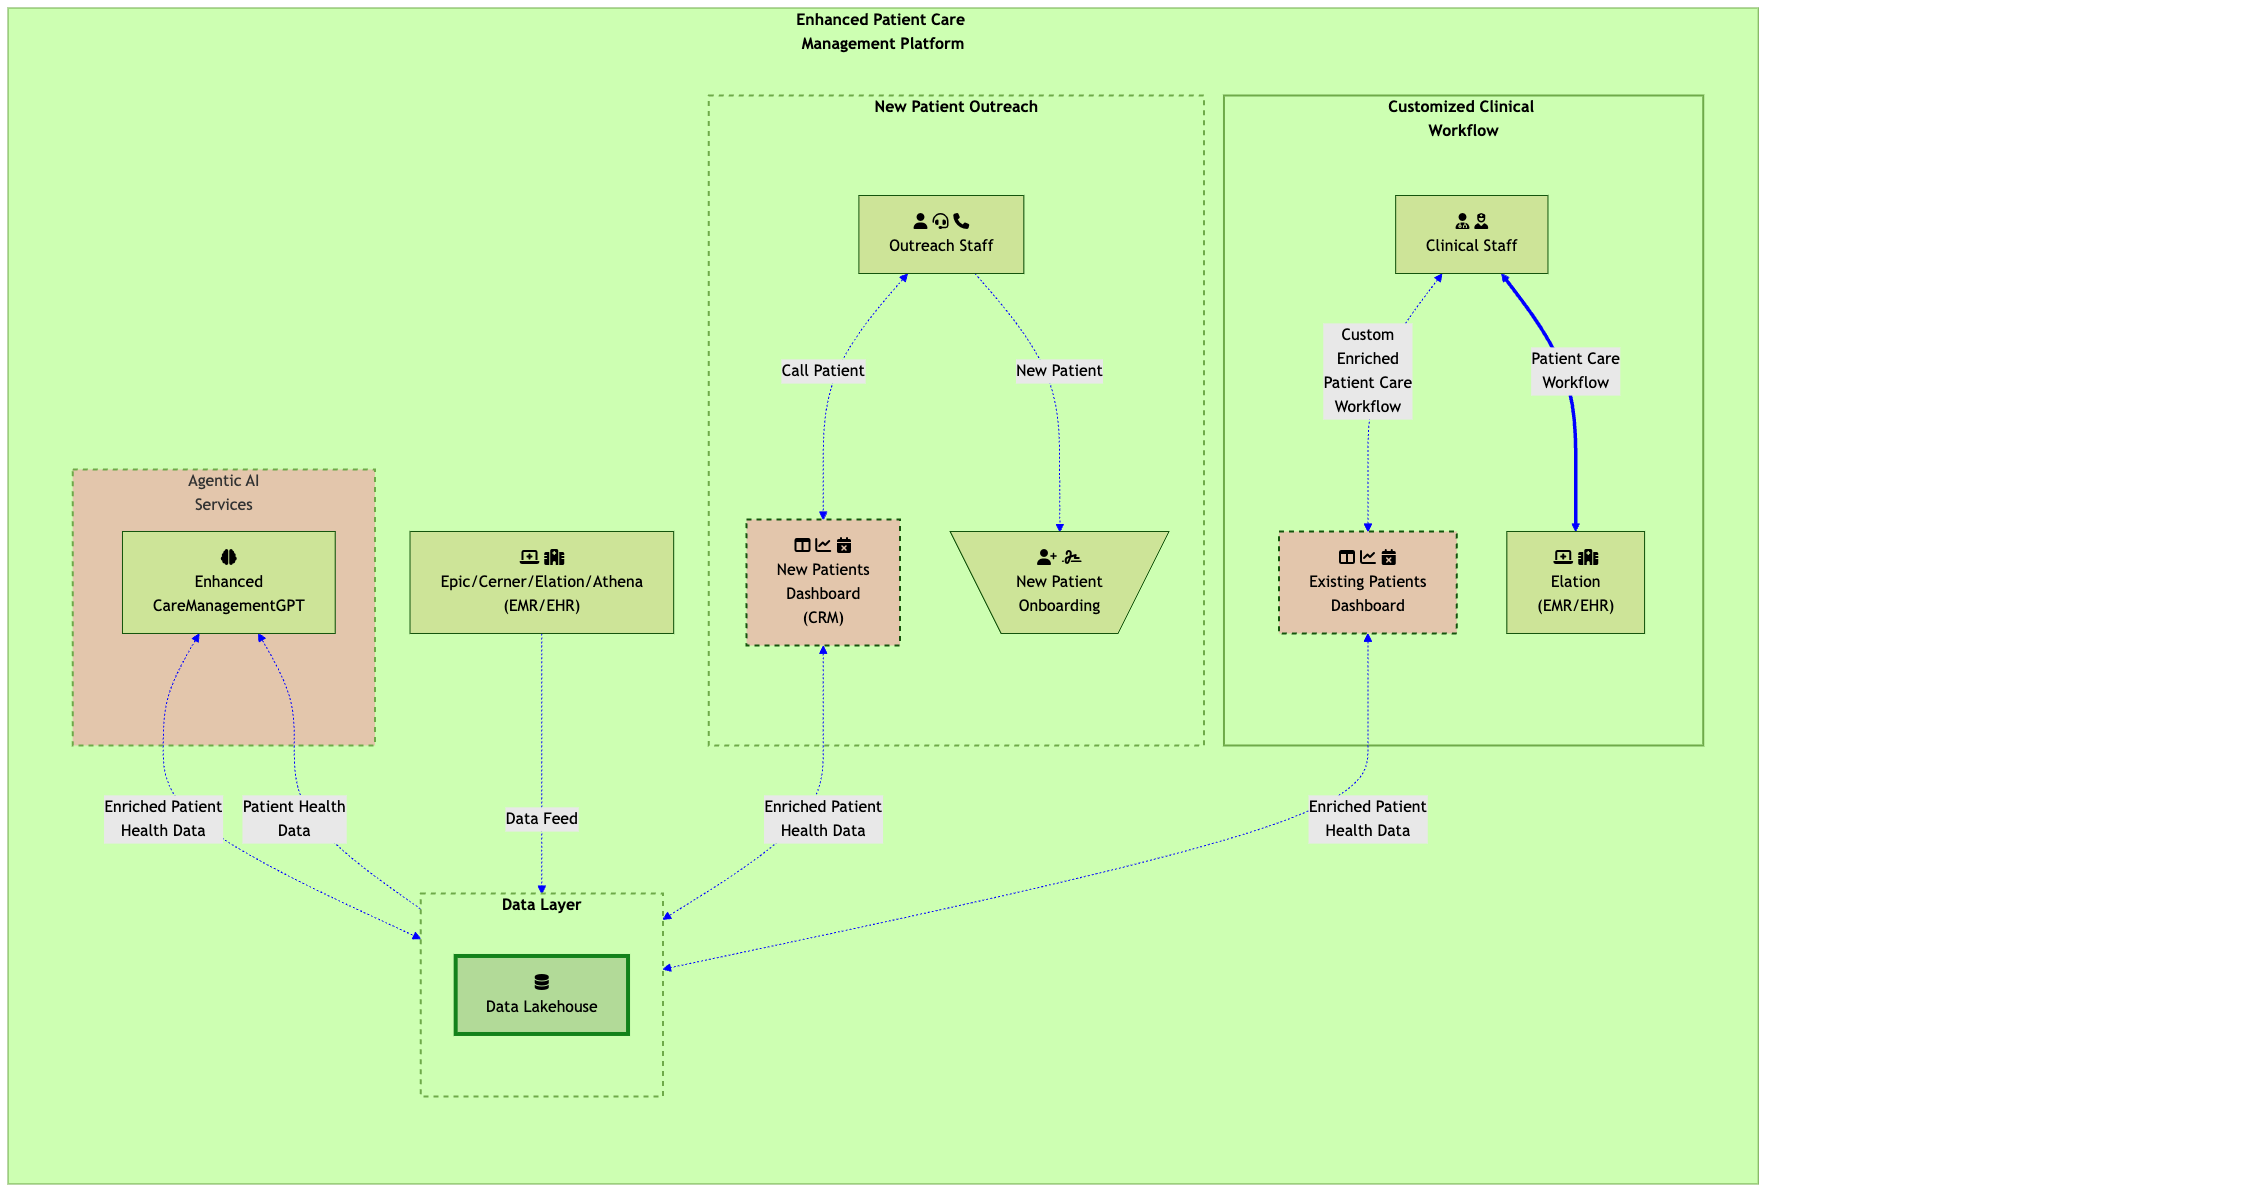 Enhanced Patient Care
Management Platform
New Patient Outreach
Customized Clinical
Workflow
Outreach Staff
Clinical Staff
Call Patient
New Patient
Custom
Enriched
Patient Care
Workflow
Patient Care
Workflow
Agentic AI
Services
Enhanced
CareManagementGPT
Epic/Cerner/Elation/Athena
(EMR/EHR)
New Patients
Dashboard
(CRM)
New Patient
Onboarding
Existing Patients
Dashboard
Elation
(EMR/EHR)
Enriched Patient
Health Data
Patient Health
Data
Data Feed
Enriched Patient
Health Data
Enriched Patient
Health Data
Data Layer
Data Lakehouse